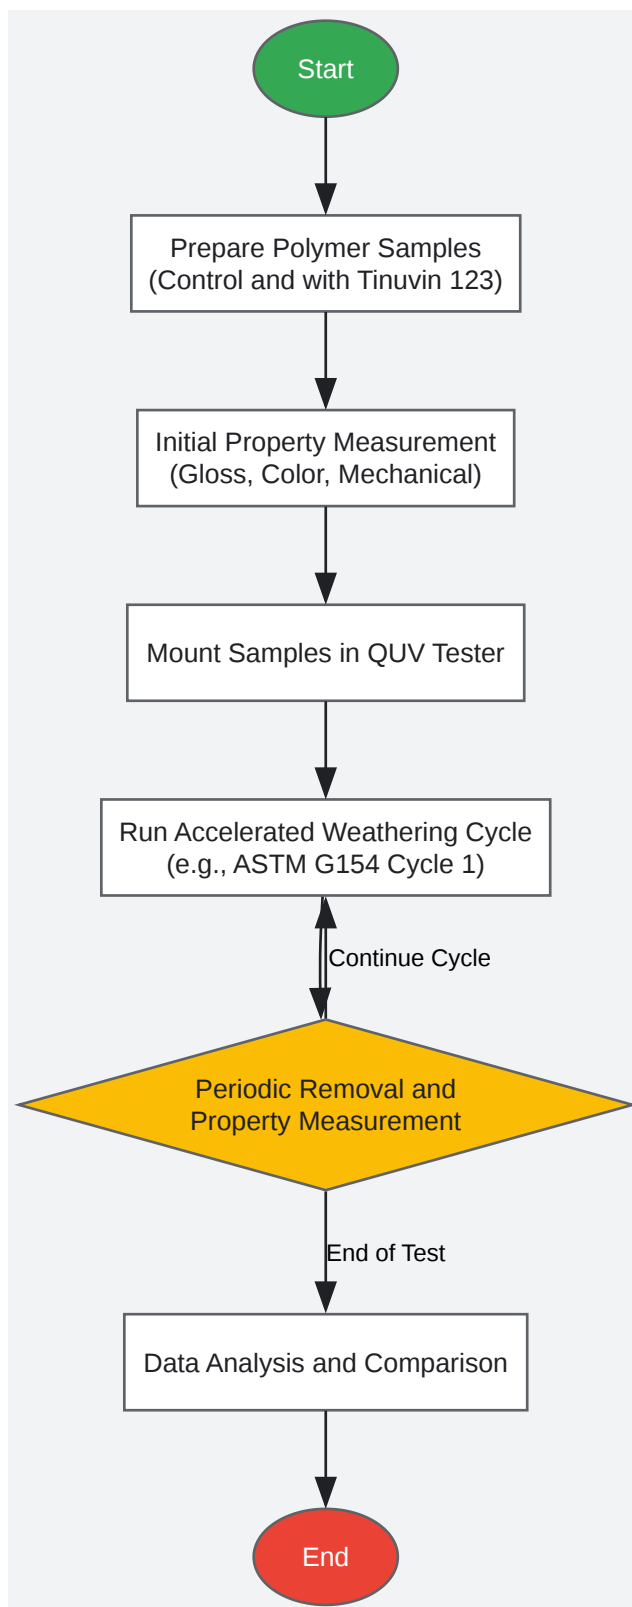 Start
Prepare Polymer Samples
(Control and with Tinuvin 123)
Initial Property Measurement
(Gloss, Color, Mechanical)
Mount Samples in QUV Tester
Run Accelerated Weathering Cycle
(e.g., ASTM G154 Cycle 1)
Continue Cycle
Periodic Removal and
Property Measurement
End of Test
Data Analysis and Comparison
End